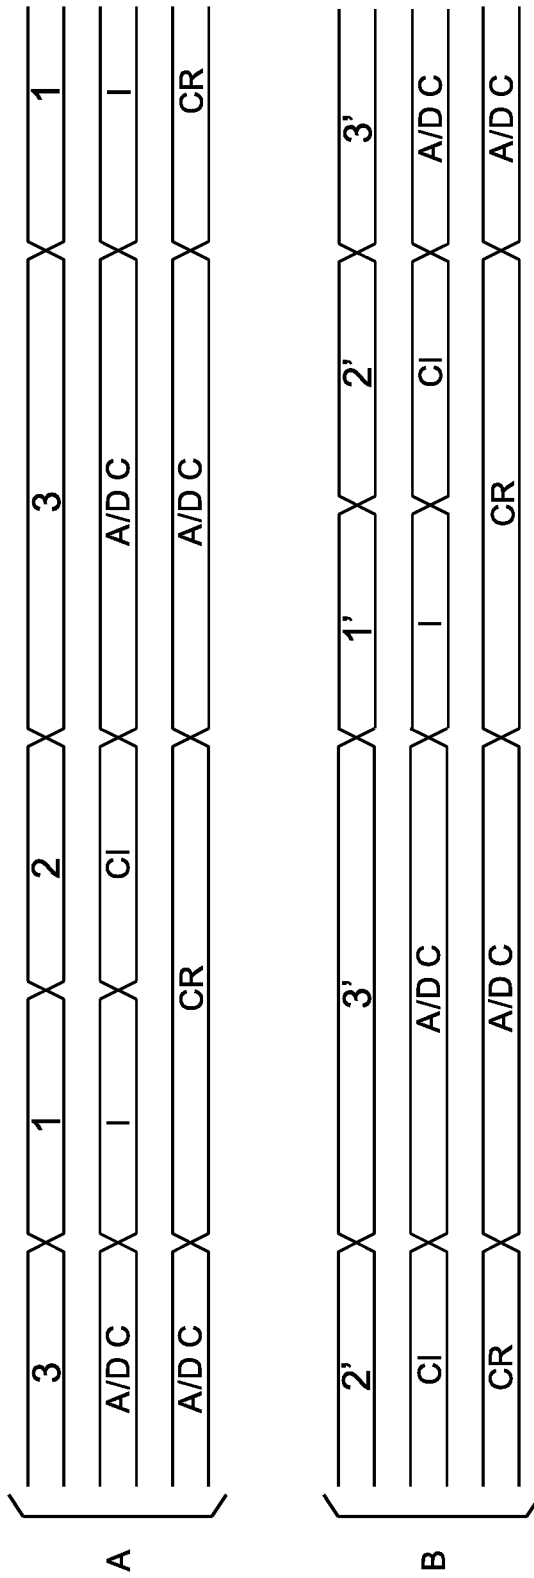 3 1 2 3 1
A A/D C I CI A/D C I
A/D C CR A/D C CR
2’ 3’ 1’ 2’ 3’
B CI A/D C I CI A/D C
CR A/D C CR A/D C